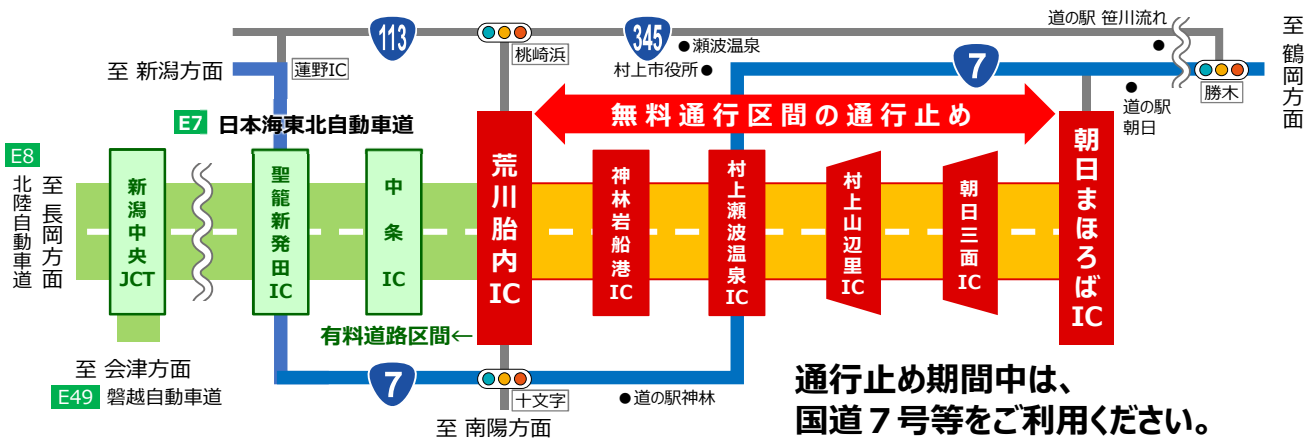 113
345
桃崎浜
瀬波温泉
道の駅 笹川流れ
至 鶴岡方面
至 新潟方面
蓮野IC
村上市役所
7
勝木
道の駅
朝日
E7 日本海東北自動車道
無料通行区間の通行止め
E8
北陸自動車道
至 長岡方面
新潟中央JCT
聖籠新発田IC
中条IC
荒川胎内IC
神林岩船港IC
村上瀬波温泉IC
村上山辺里IC
朝日三面IC
朝日まほろばIC
有料道路区間←
至 会津方面
E49 磐越自動車道
7
十文字
道の駅神林
至 南陽方面
通行止め期間中は、
国道７号等をご利用ください。